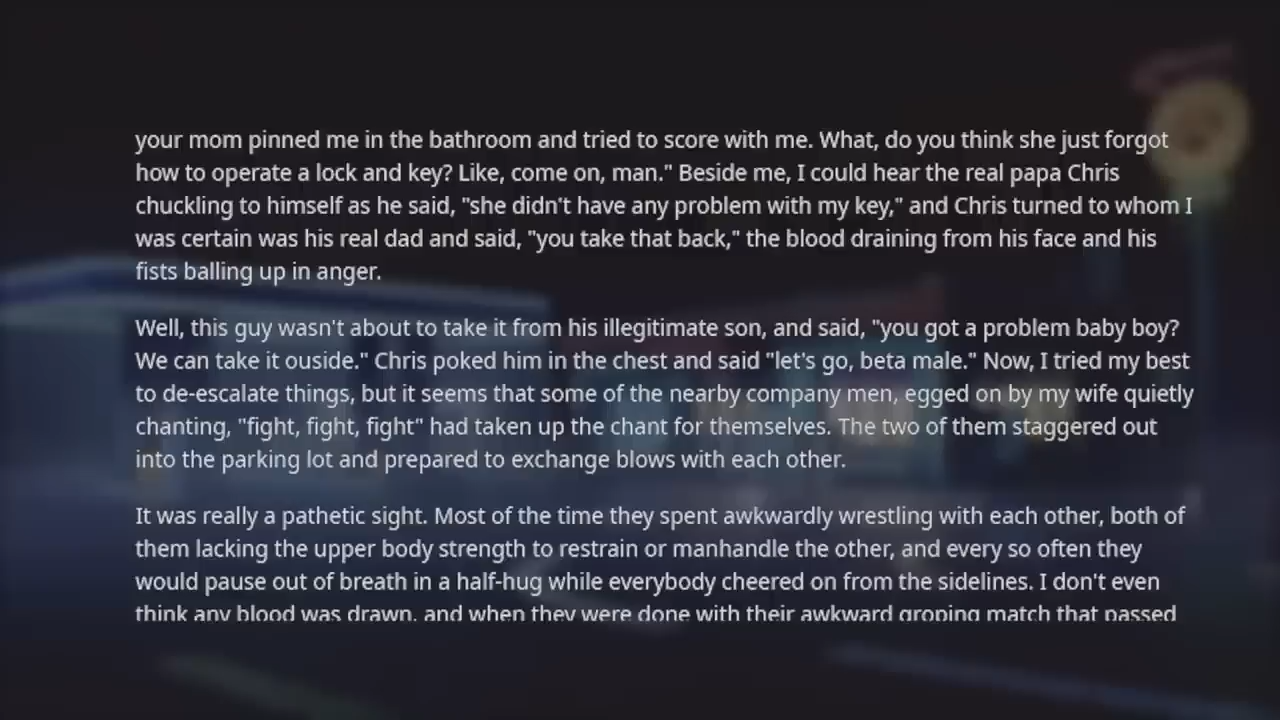 your mom pinned me in the bathroom and tried to score with me. What, do you think she just forgot
how to operate a lock and key? Like, come on, man." Beside me, I could hear the real papa Chris
chuckling to himself as he said, "she didn't have any problem with my key," and Chris turned to whom I
was certain was his real dad and said, "you take that back," the blood draining from his face and his
fists balling up in anger.
Well, this guy wasn't about to take it from his illegitimate son, and said, "you got a problem baby boy?
We can take it ouside." Chris poked him in the chest and said "let's go, beta male." Now, I tried my best
to de-escalate things, but it seems that some of the nearby company men, egged on by my wife quietly
chanting, "fight, fight, fight" had taken up the chant for themselves. The two of them staggered out
into the parking lot and prepared to exchange blows with each other.
It was really a pathetic sight. Most of the time they spent awkwardly wrestling with each other, both of
them lacking the upper body strength to restrain or manhandle the other, and every so often they
would pause out of breath in a half-hug while everybody cheered on from the sidelines. I don't even
think any blood was drawn, and when they were done with their awkward groping match that passed